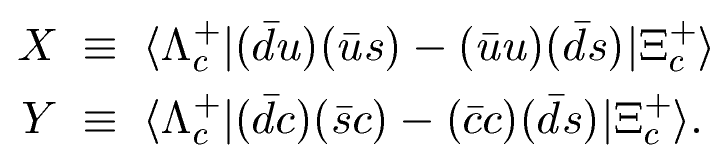 X ≡ ⟨Λ_c^+|(d̄u)(ūs) − (ūu)(d̄s)|Ξ_c^+⟩
Y ≡ ⟨Λ_c^+|(d̄c)(s̄c) − (c̄c)(d̄s)|Ξ_c^+⟩.